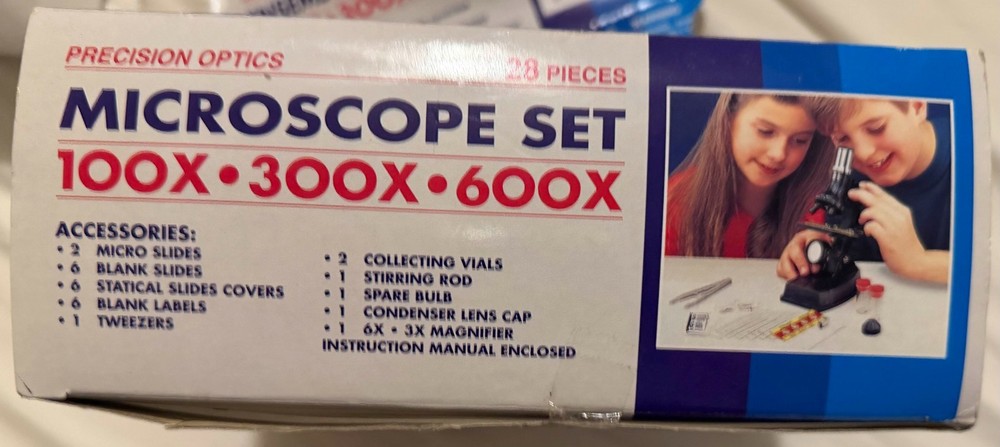 PRECISION OPTICS
28 PIECES
MICROSCOPE SET
100X • 300X • 600X
ACCESSORIES:
• 2 MICRO SLIDES
• 6 BLANK SLIDES
• 6 STATICAL SLIDES COVERS
• 6 BLANK LABELS
• 1 TWEEZERS
• 2 COLLECTING VIALS
• 1 STIRRING ROD
• 1 SPARE BULB
• 1 CONDENSER LENS CAP
• 1 6X • 3X MAGNIFIER
INSTRUCTION MANUAL ENCLOSED